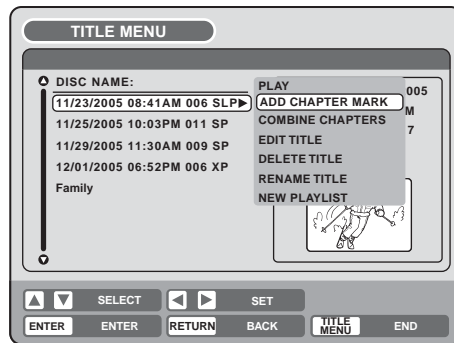 TITLE MENU
DISC NAME:
11/23/2005 08:41AM 006 SLP
11/25/2005 10:03PM 011 SP
11/29/2005 11:30AM 009 SP
12/01/2005 06:52PM 006 XP
Family
PLAY
ADD CHAPTER MARK
COMBINE CHAPTERS
EDIT TITLE
DELETE TITLE
RENAME TITLE
NEW PLAYLIST
005
M
7
SELECT
SET
ENTER ENTER
RETURN BACK
TITLE MENU END